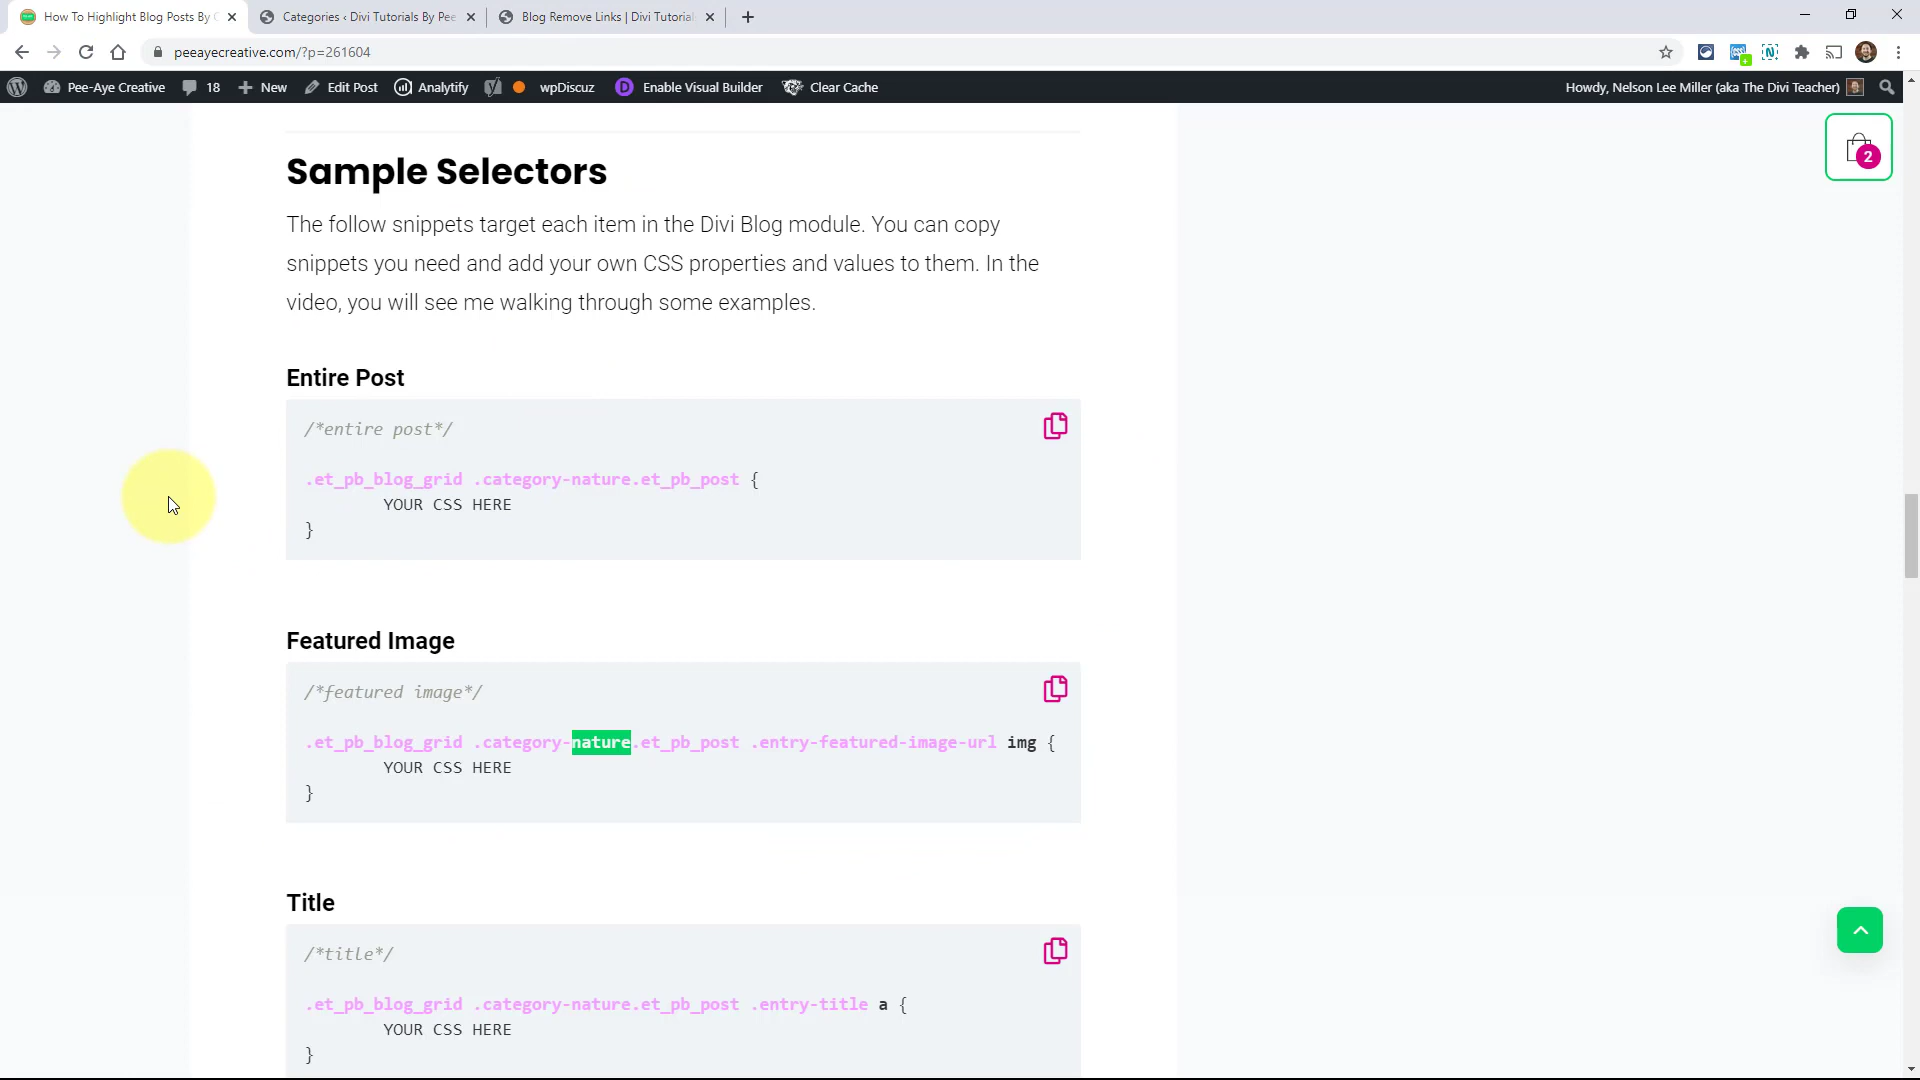 How To Highlight Blog Posts By
Categories ‹ Divi Tutorials By Pee
Blog Remove Links | Divi Tutorial
peeayecreative.com/?p=261604
Pee-Aye Creative
18
New
Edit Post
Analytify
wpDiscuz
Enable Visual Builder
Clear Cache
Howdy, Nelson Lee Miller (aka The Divi Teacher)
2
Sample Selectors
The follow snippets target each item in the Divi Blog module. You can copy
snippets you need and add your own CSS properties and values to them. In the
video, you will see me walking through some examples.
Entire Post
/*entire post*/
.et_pb_blog_grid .category-nature.et_pb_post {
YOUR CSS HERE
}
Featured Image
/*featured image*/
.et_pb_blog_grid .category-nature.et_pb_post .entry-featured-image-url img {
YOUR CSS HERE
}
Title
/*title*/
.et_pb_blog_grid .category-nature.et_pb_post .entry-title a {
YOUR CSS HERE
}